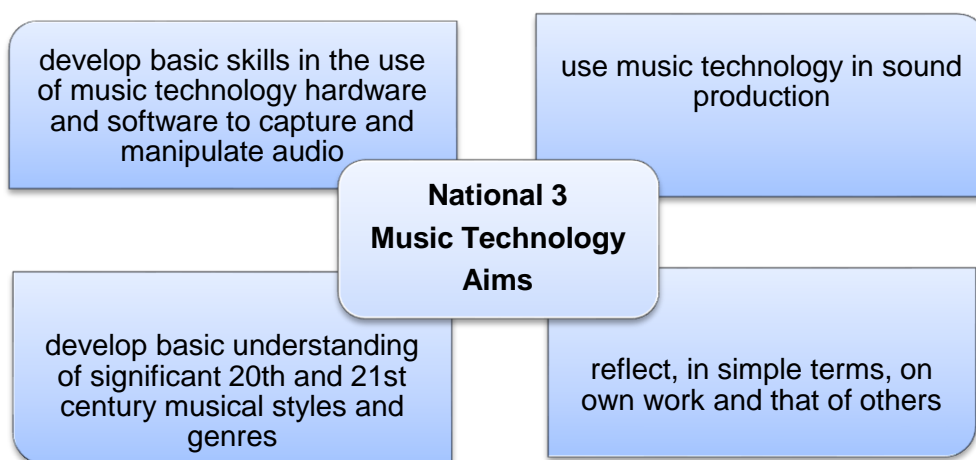 develop basic skills in the use
of music technology hardware
and software to capture and
manipulate audio
use music technology in sound
production
National 3
Music Technology
Aims
develop basic understanding
of significant 20th and 21st
century musical styles and
genres
reflect, in simple terms, on
own work and that of others